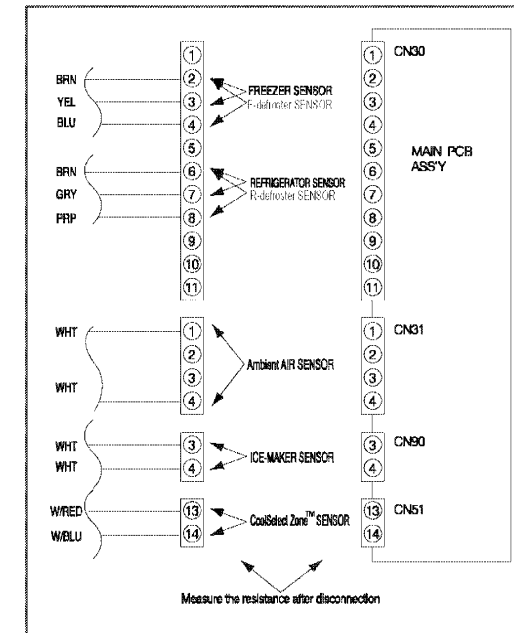 ① ① CN30
BRN ② ②
FREEZER SENSOR
YEL ③ ③
F-defroster SENSOR
BLU ④ ④
⑤ ⑤ MAIN PCB
ASS'Y
BRN ⑥ ⑥
REFRIGERATOR SENSOR
GRY ⑦ ⑦
R-defroster SENSOR
PRP ⑧ ⑧
⑨ ⑨
⑩ ⑩
⑪ ⑪
WHT ① ① CN31
② ②
Ambient AIR SENSOR
③ ③
WHT ④ ④
WHT ③ ③ CN90
ICE-MAKER SENSOR
WHT ④ ④
W/RED ⑬ ⑬ CN51
CoolSelect Zone™ SENSOR
W/BLU ⑭ ⑭
Measure the resistance after disconnection